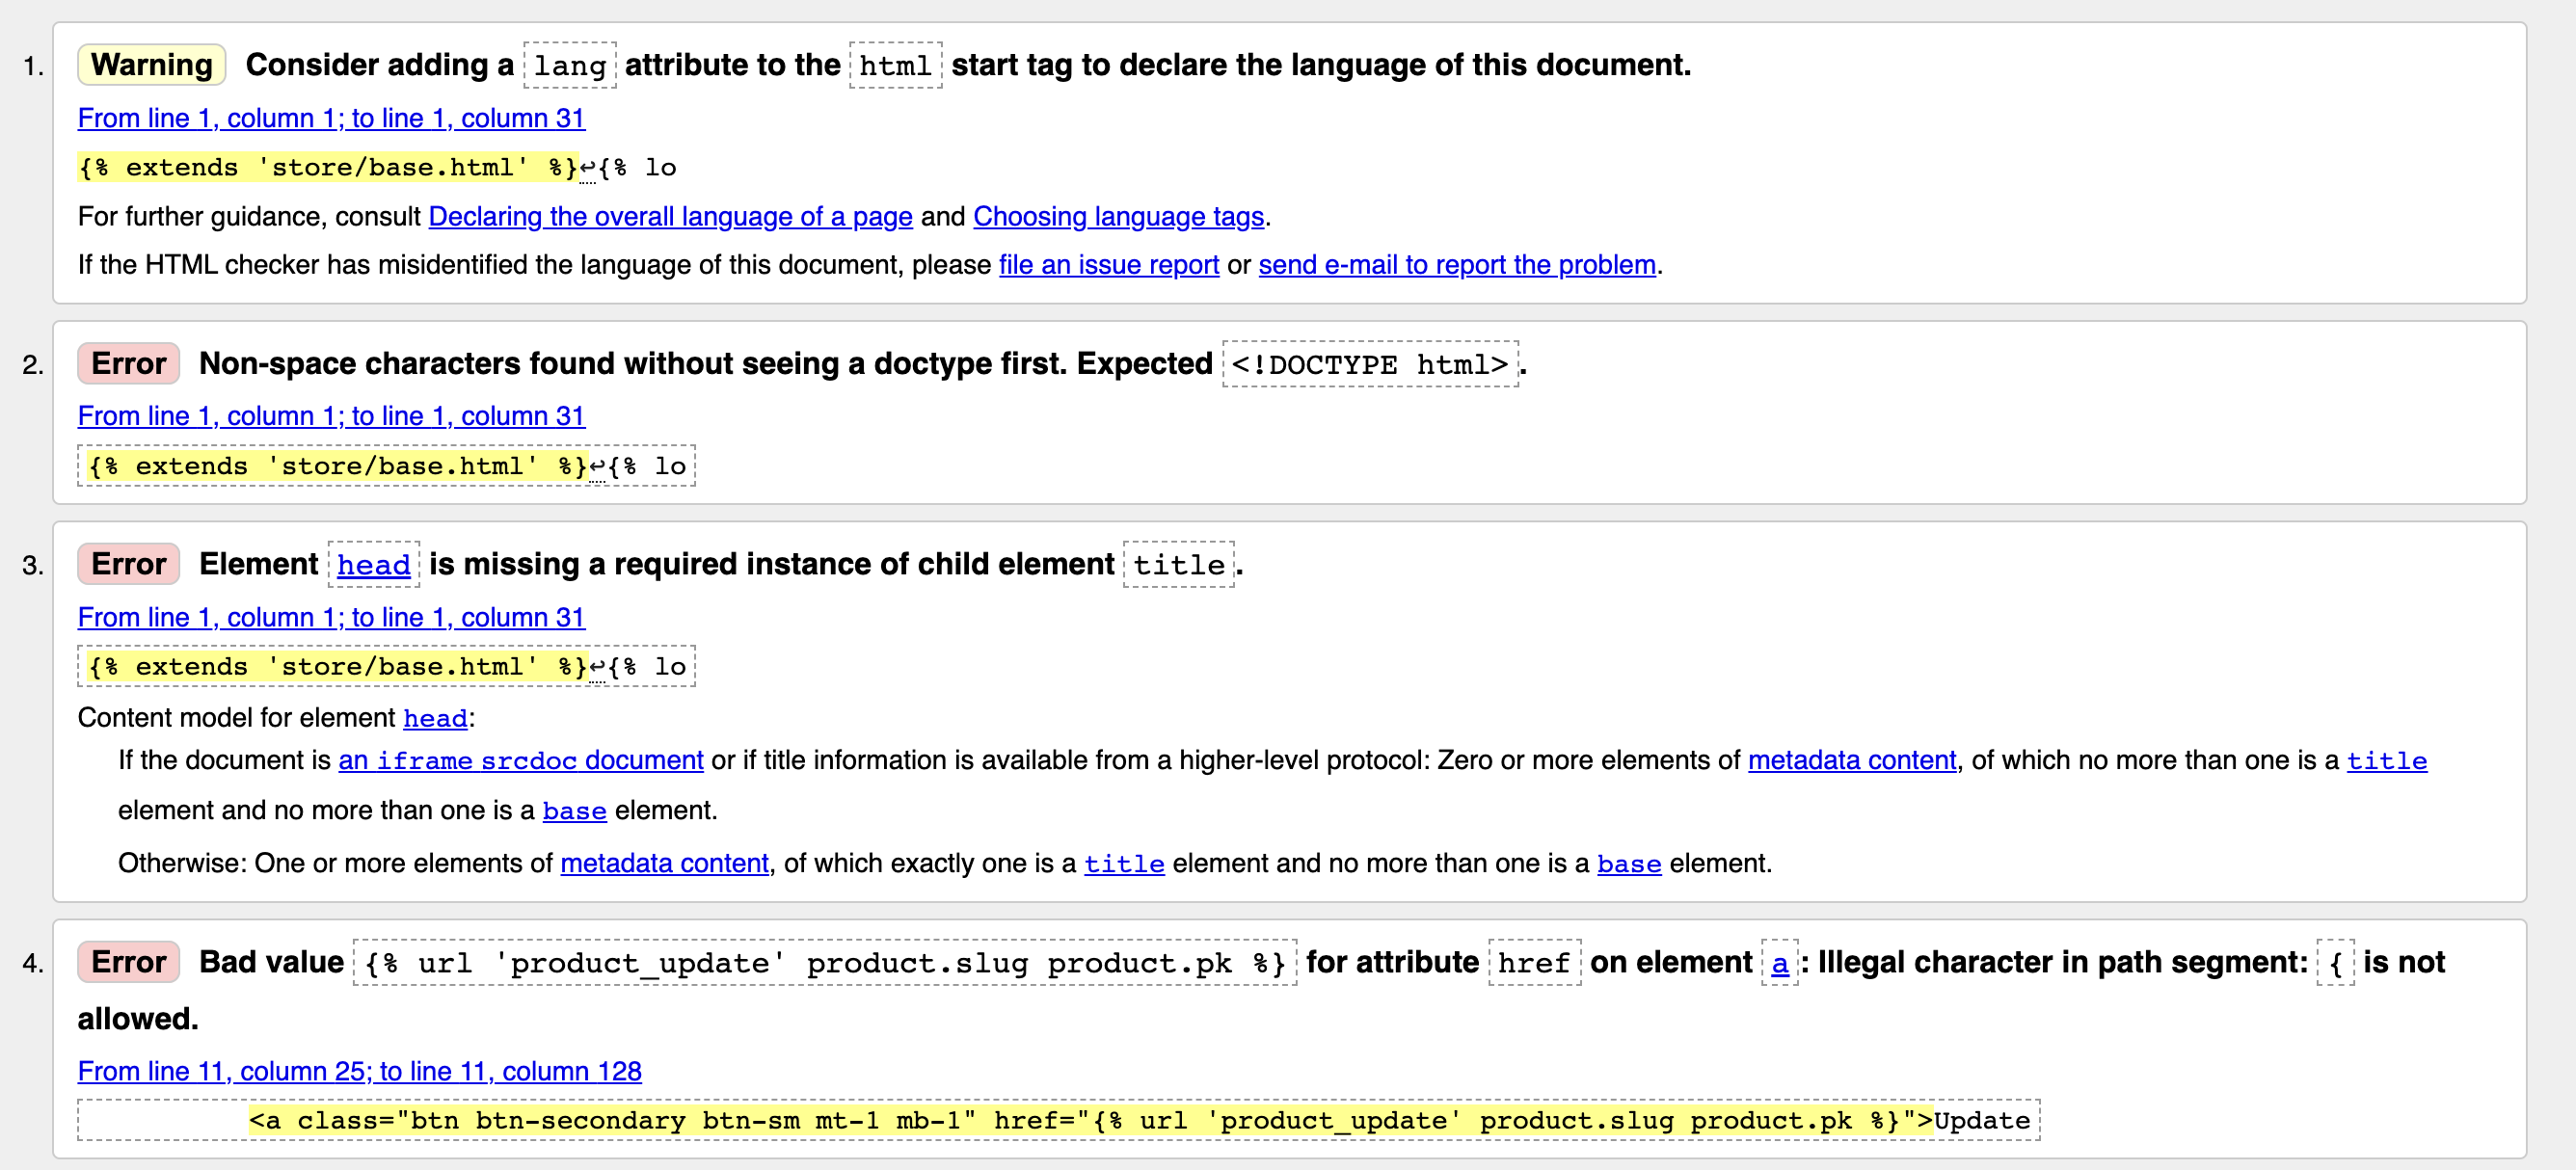 1. Warning Consider adding a lang attribute to the html start tag to declare the language of this document.
From line 1, column 1; to line 1, column 31
{% extends 'store/base.html' %}↩{% lo
For further guidance, consult Declaring the overall language of a page and Choosing language tags.
If the HTML checker has misidentified the language of this document, please file an issue report or send e-mail to report the problem.
2. Error Non-space characters found without seeing a doctype first. Expected <!DOCTYPE html>.
From line 1, column 1; to line 1, column 31
{% extends 'store/base.html' %}↩{% lo
3. Error Element head is missing a required instance of child element title.
From line 1, column 1; to line 1, column 31
{% extends 'store/base.html' %}↩{% lo
Content model for element head:
If the document is an iframe srcdoc document or if title information is available from a higher-level protocol: Zero or more elements of metadata content, of which no more than one is a title
element and no more than one is a base element.
Otherwise: One or more elements of metadata content, of which exactly one is a title element and no more than one is a base element.
4. Error Bad value {% url 'product_update' product.slug product.pk %} for attribute href on element a: Illegal character in path segment: { is not
allowed.
From line 11, column 25; to line 11, column 128
<a class="btn btn-secondary btn-sm mt-1 mb-1" href="{% url 'product_update' product.slug product.pk %}">Update